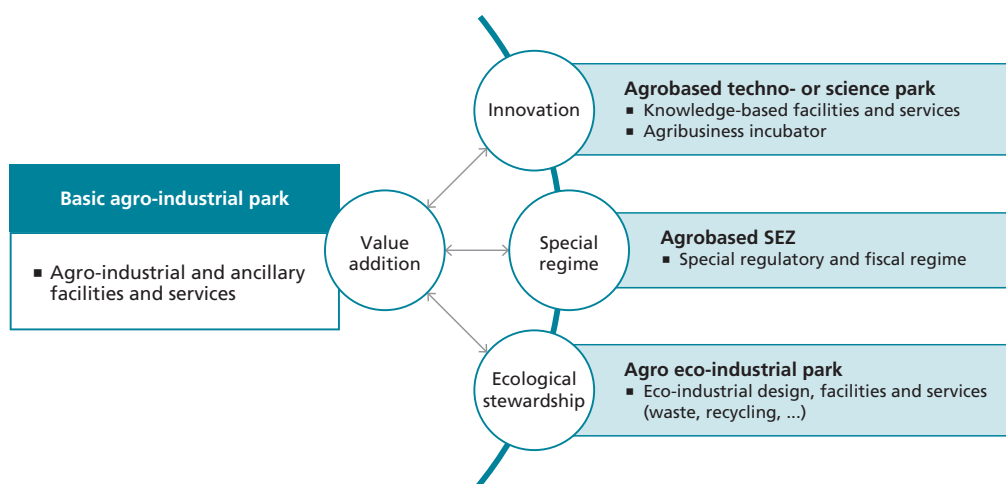 Basic agro-industrial park
▪ Agro-industrial and ancillary
facilities and services
Value
addition
Innovation
Agrobased techno- or science park
▪ Knowledge-based facilities and services
▪ Agribusiness incubator
Special
regime
Agrobased SEZ
▪ Special regulatory and fiscal regime
Ecological
stewardship
Agro eco-industrial park
▪ Eco-industrial design, facilities and services
(waste, recycling, ...)